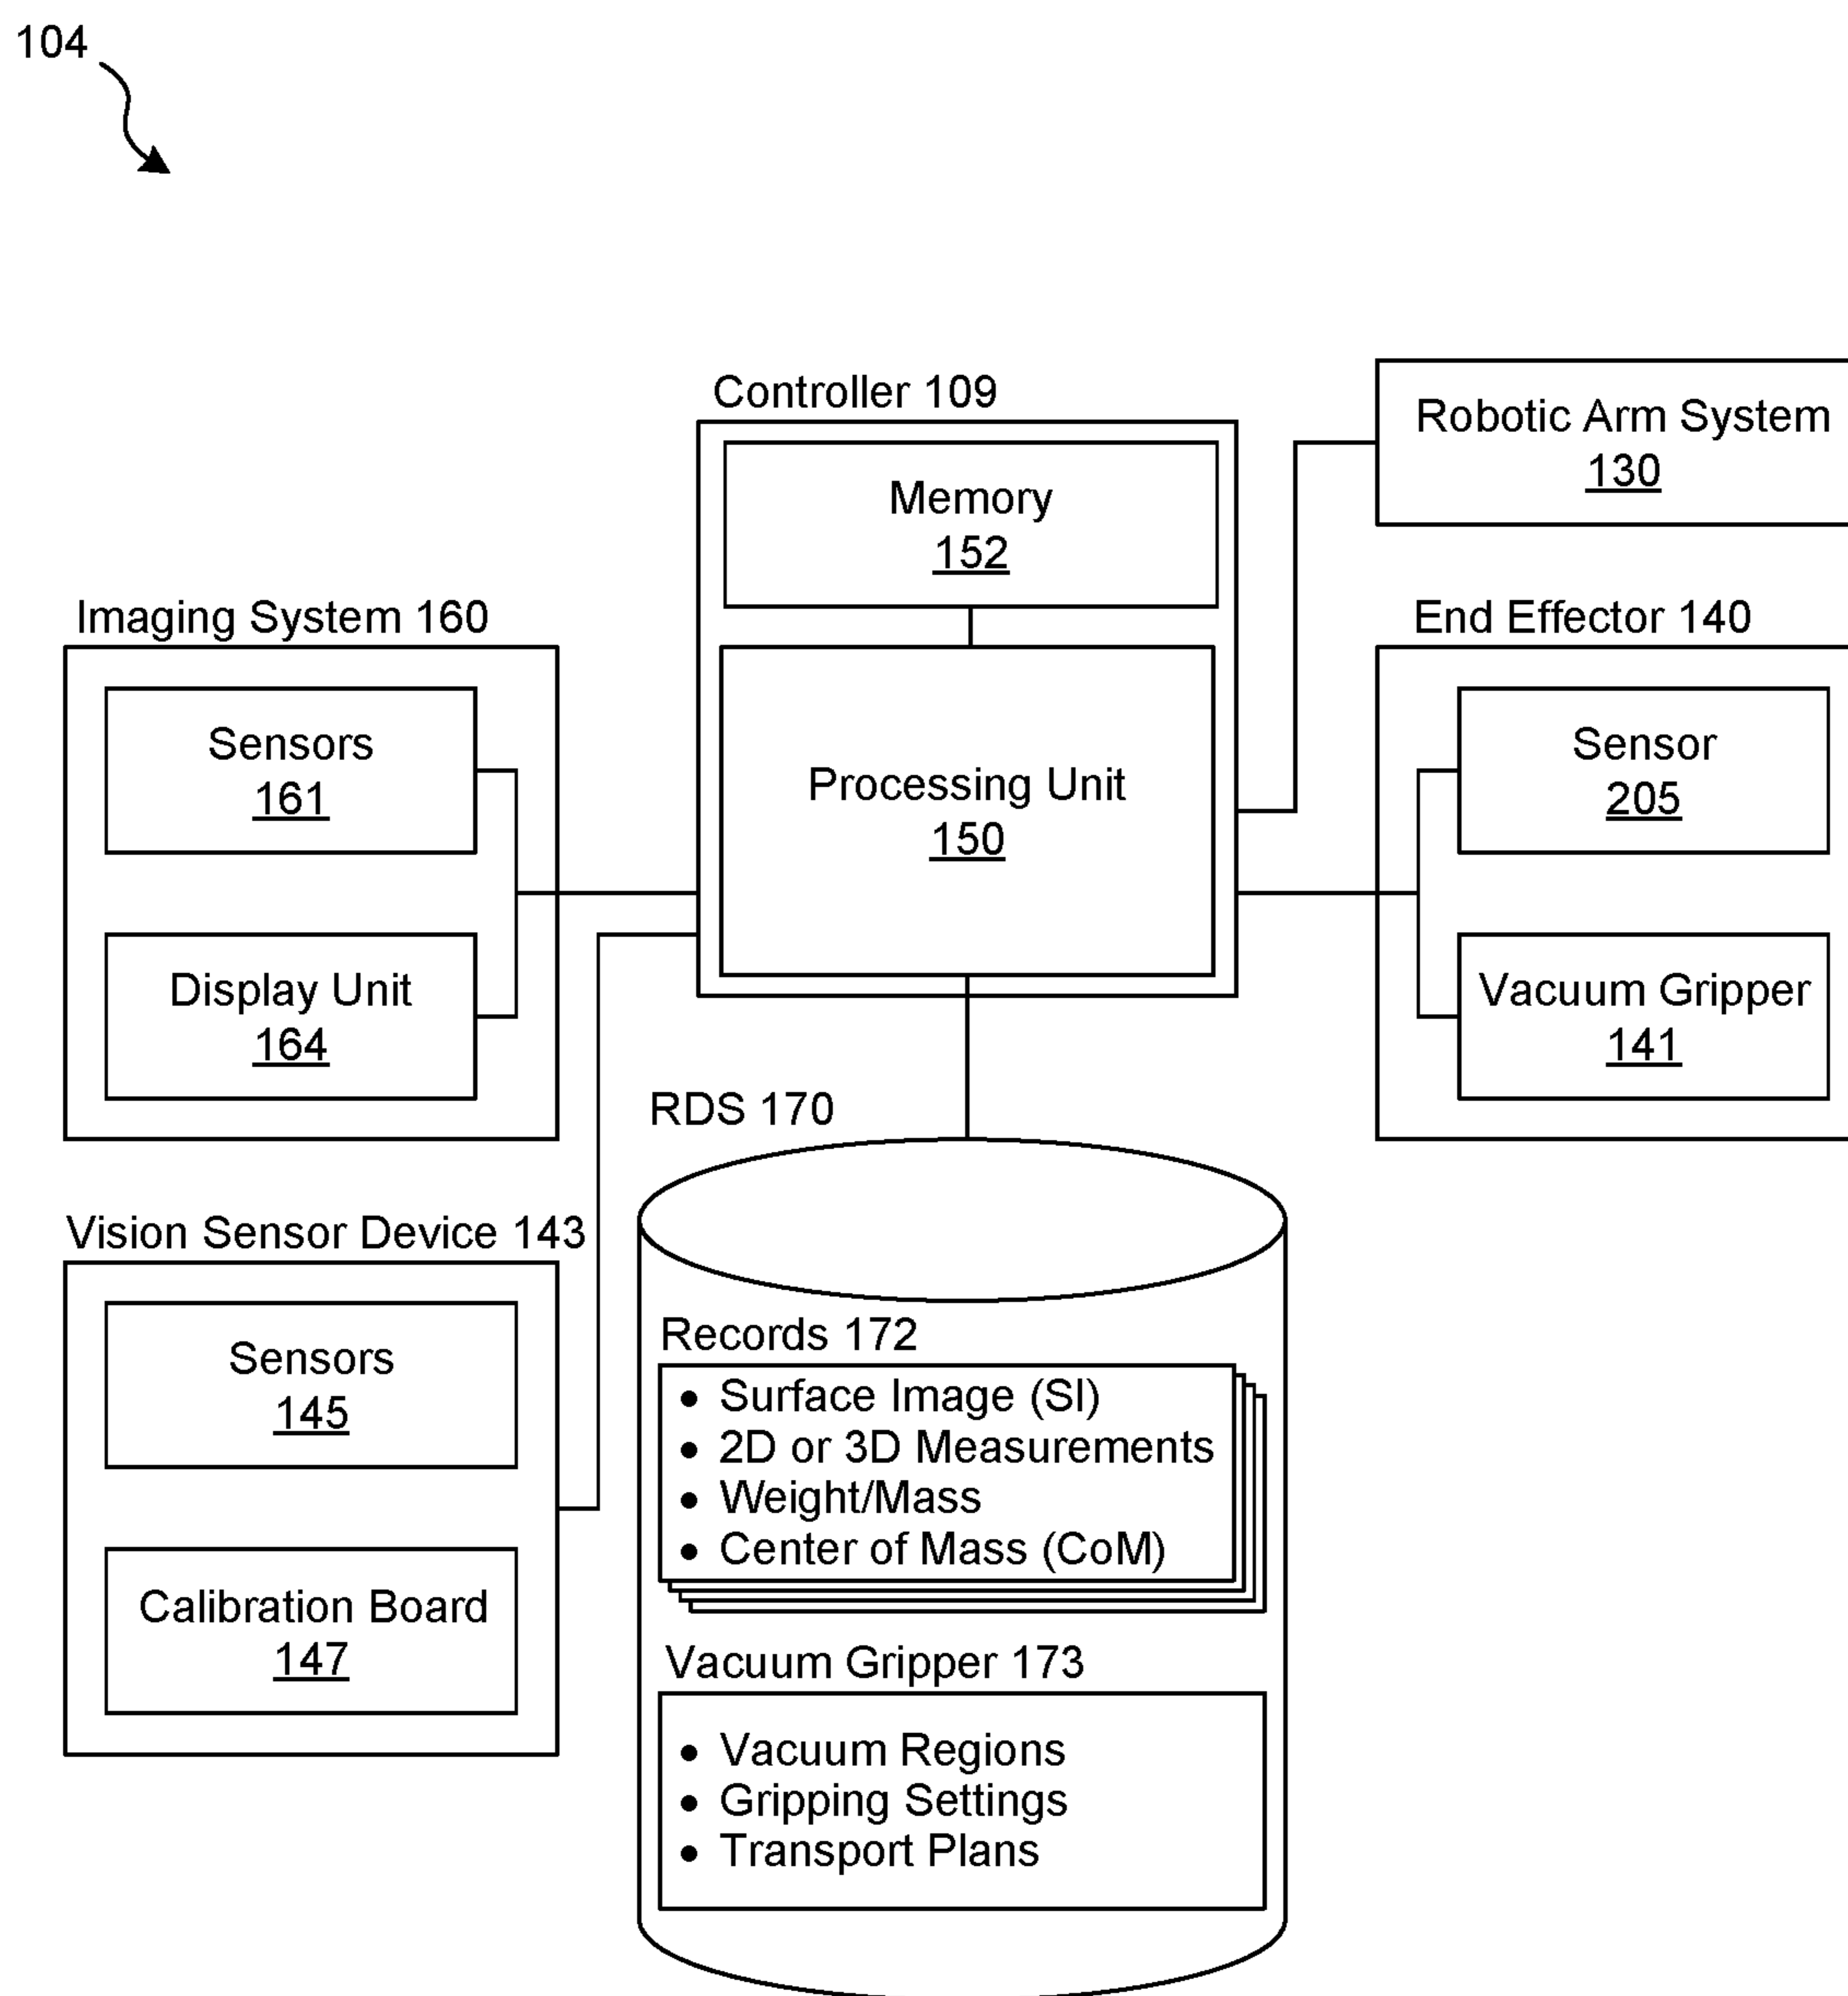 104
Controller 109
Memory
152
Processing Unit
150
Robotic Arm System
130
Imaging System 160
Sensors
161
Display Unit
164
End Effector 140
Sensor
205
Vacuum Gripper
141
Vision Sensor Device 143
Sensors
145
Calibration Board
147
RDS 170
Records 172
• Surface Image (SI)
• 2D or 3D Measurements
• Weight/Mass
• Center of Mass (CoM)
Vacuum Gripper 173
• Vacuum Regions
• Gripping Settings
• Transport Plans